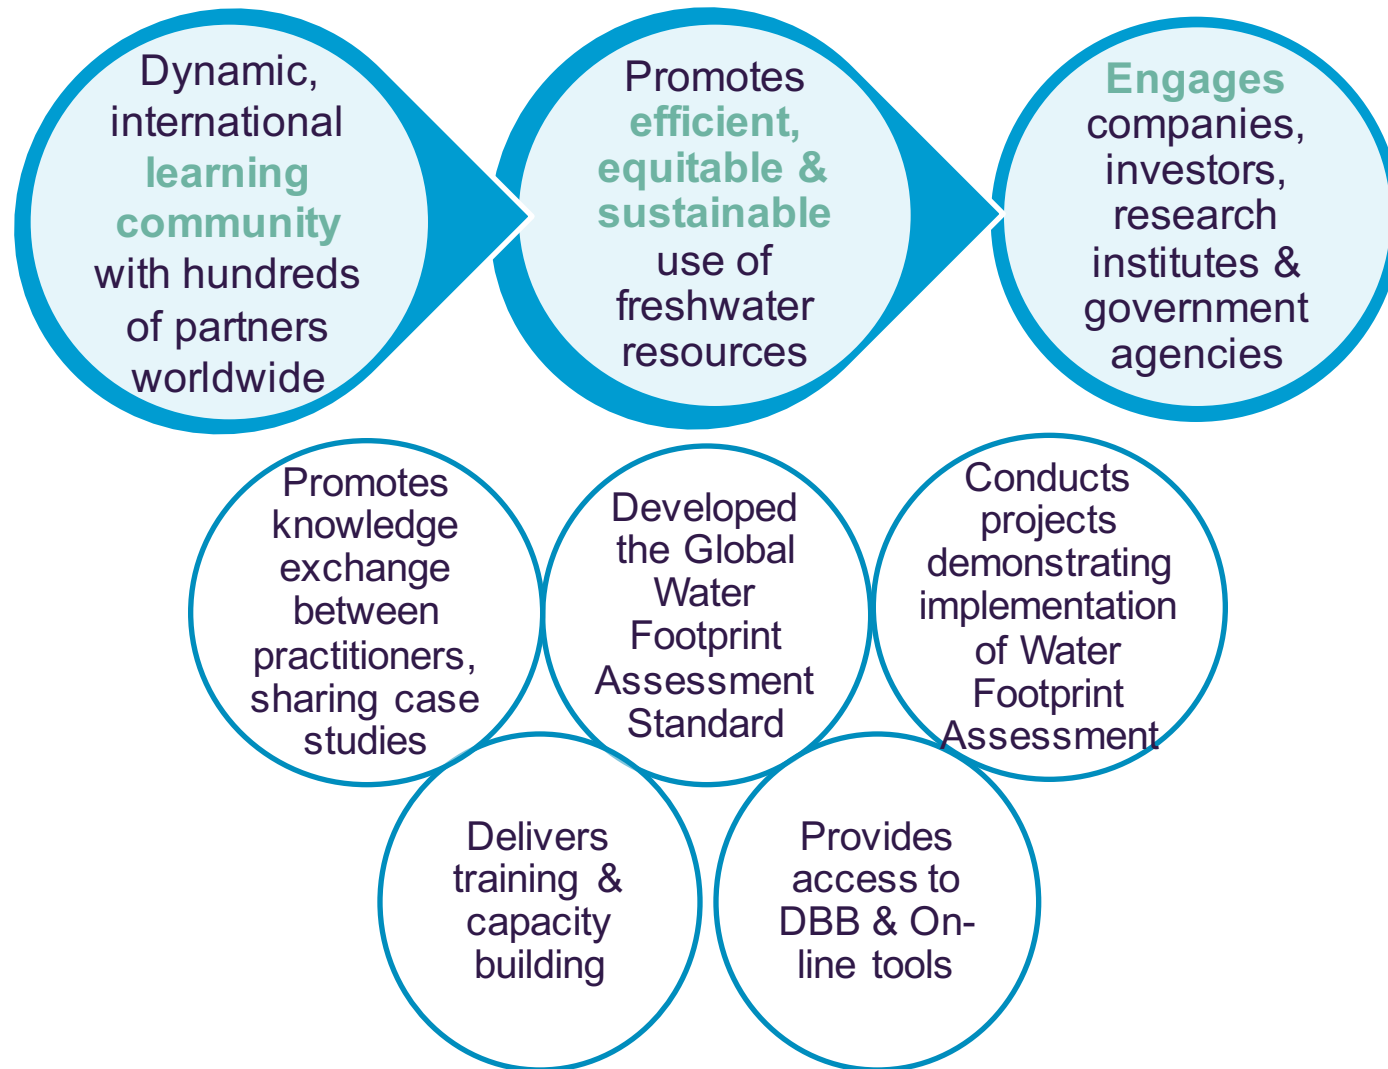 Dynamic,
international
learning
community
with hundreds
of partners
worldwide
Promotes
efficient,
equitable &
sustainable
use of
freshwater
resources
Engages
companies,
investors,
research
institutes &
government
agencies
Promotes
knowledge
exchange
between
practitioners,
sharing case
studies
Developed
the Global
Water
Footprint
Assessment
Standard
Conducts
projects
demonstrating
implementation
of Water
Footprint
Assessment
Delivers
training &
capacity
building
Provides
access to
DBB & On-
line tools